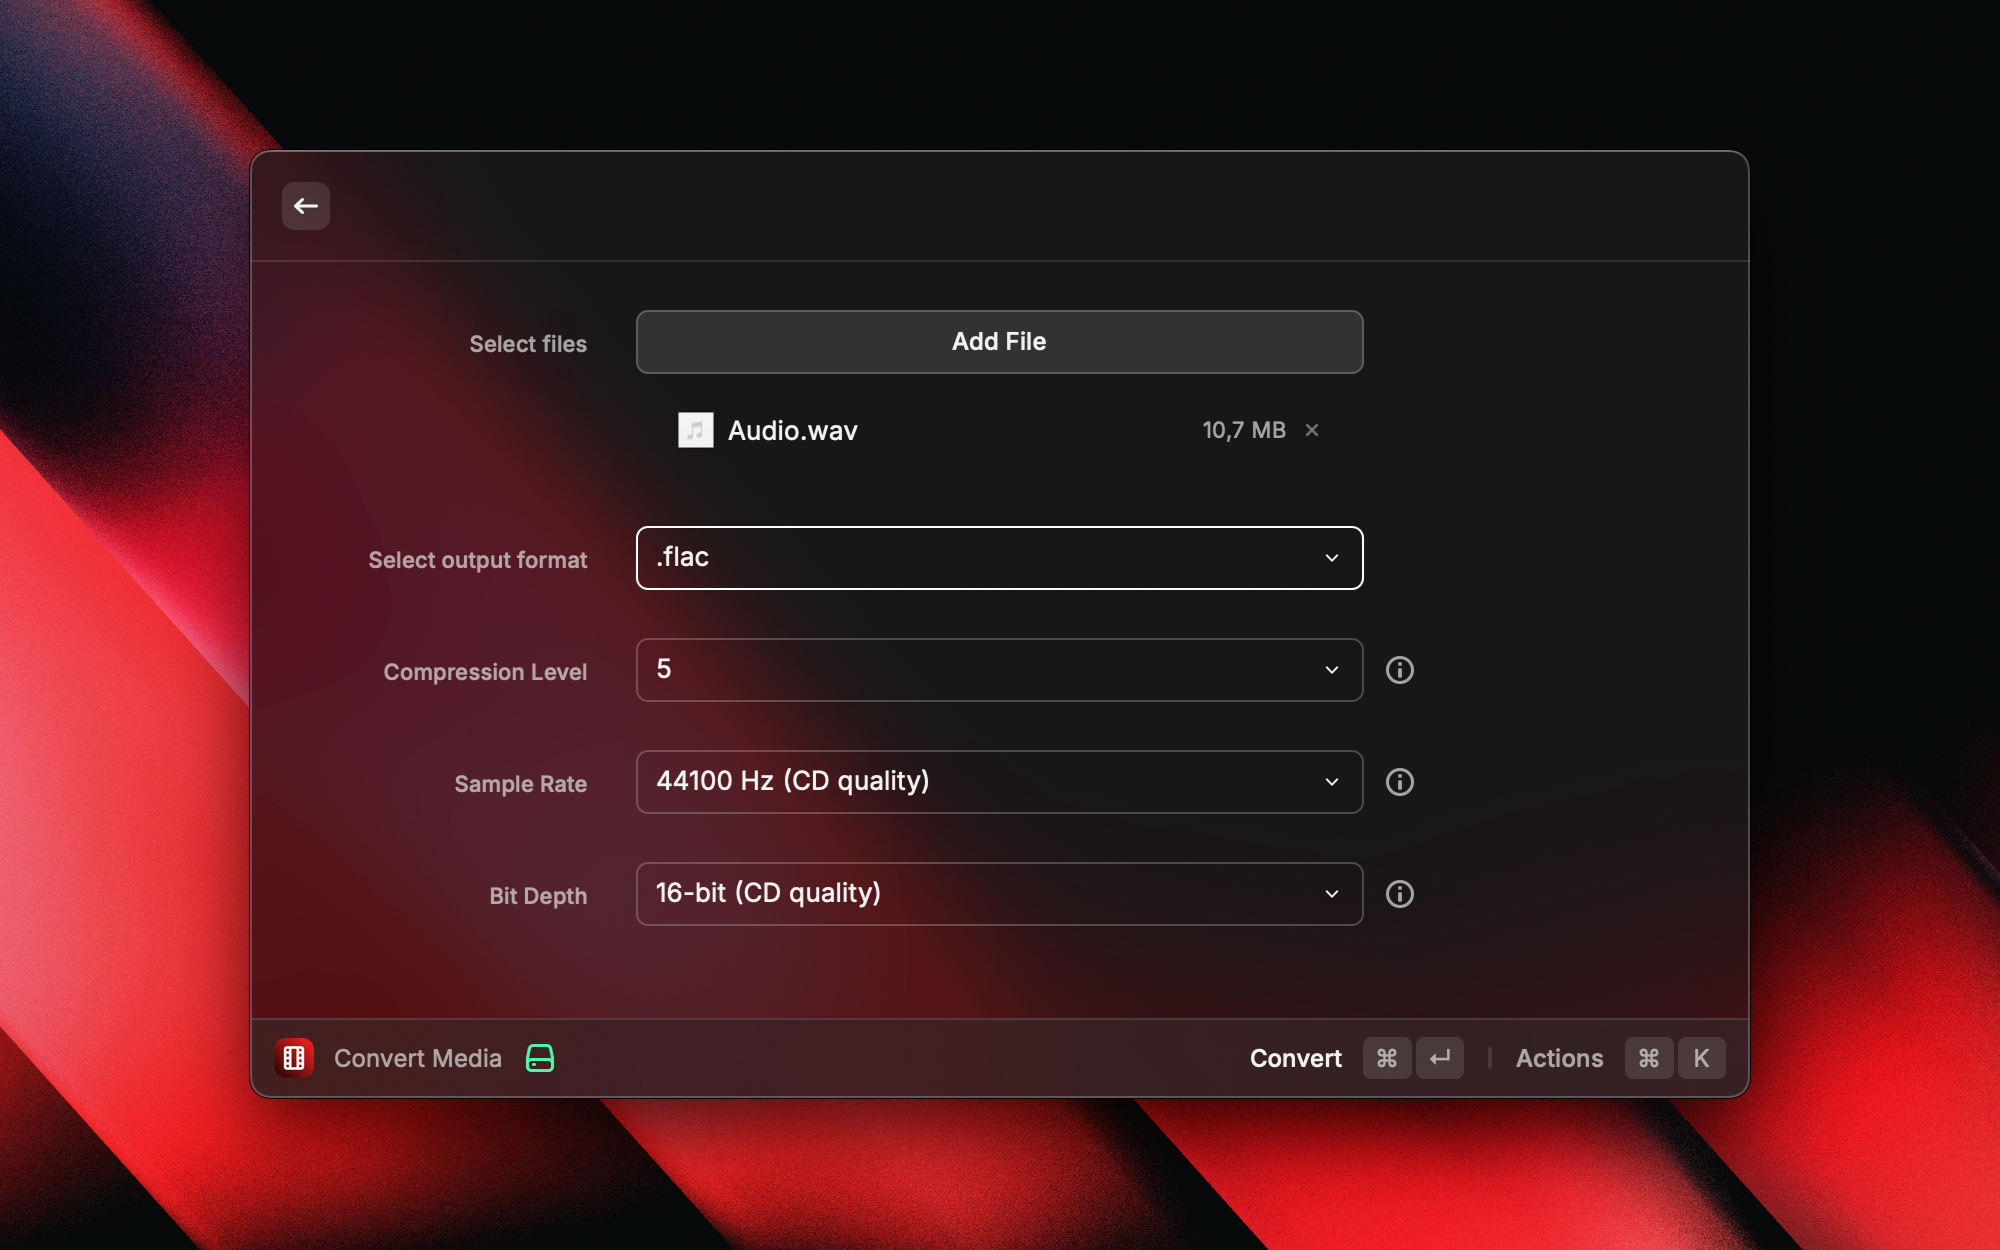 Select files
Add File
Audio.wav
10,7 MB
Select output format
.flac
Compression Level
5
Sample Rate
44100 Hz (CD quality)
Bit Depth
16-bit (CD quality)
Convert Media
Convert ⌘ ↵
Actions ⌘ K